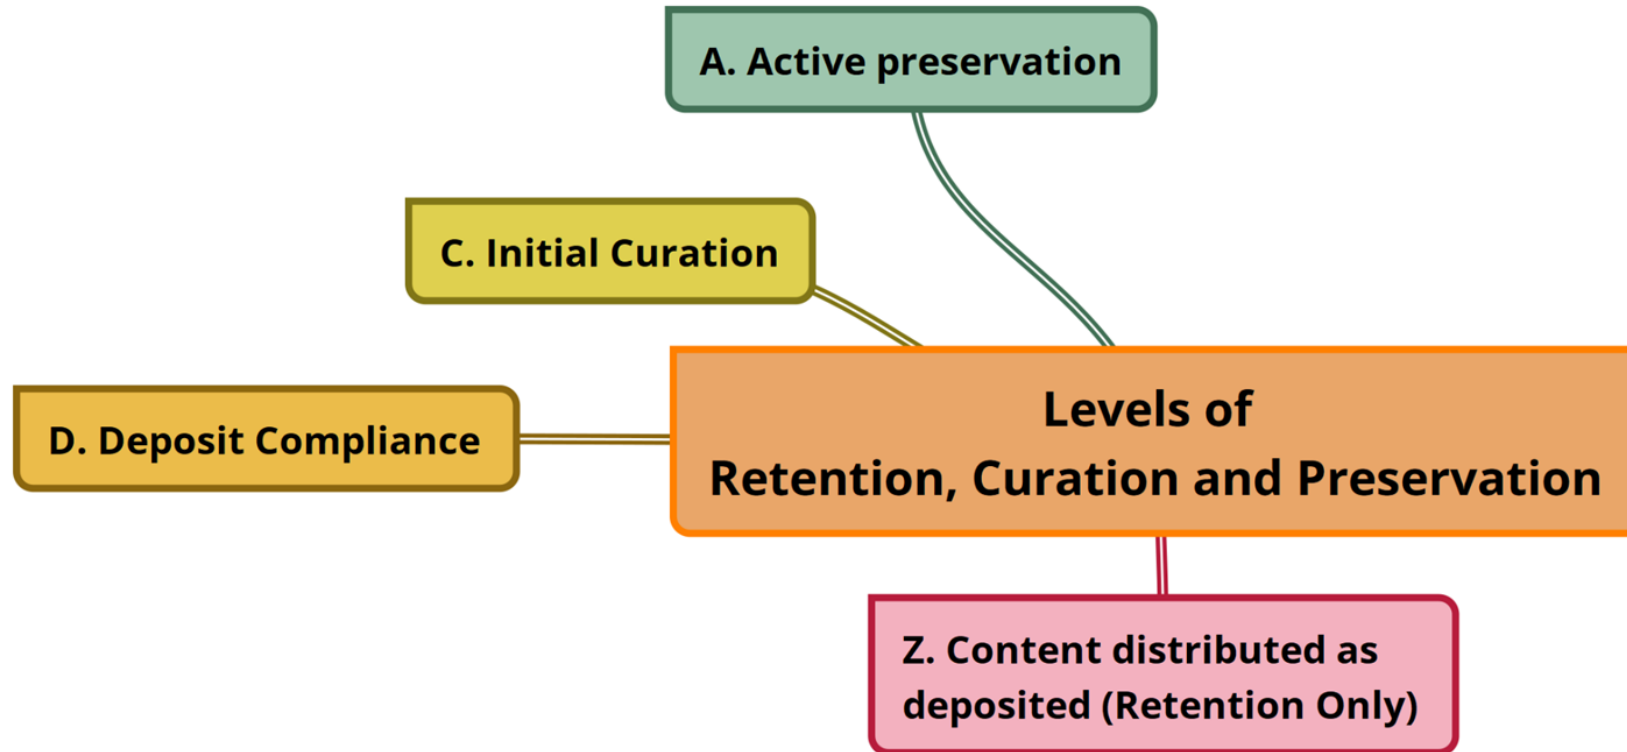 A. Active preservation
C. Initial Curation
D. Deposit Compliance
Levels of
Retention, Curation and Preservation
Z. Content distributed as
deposited (Retention Only)